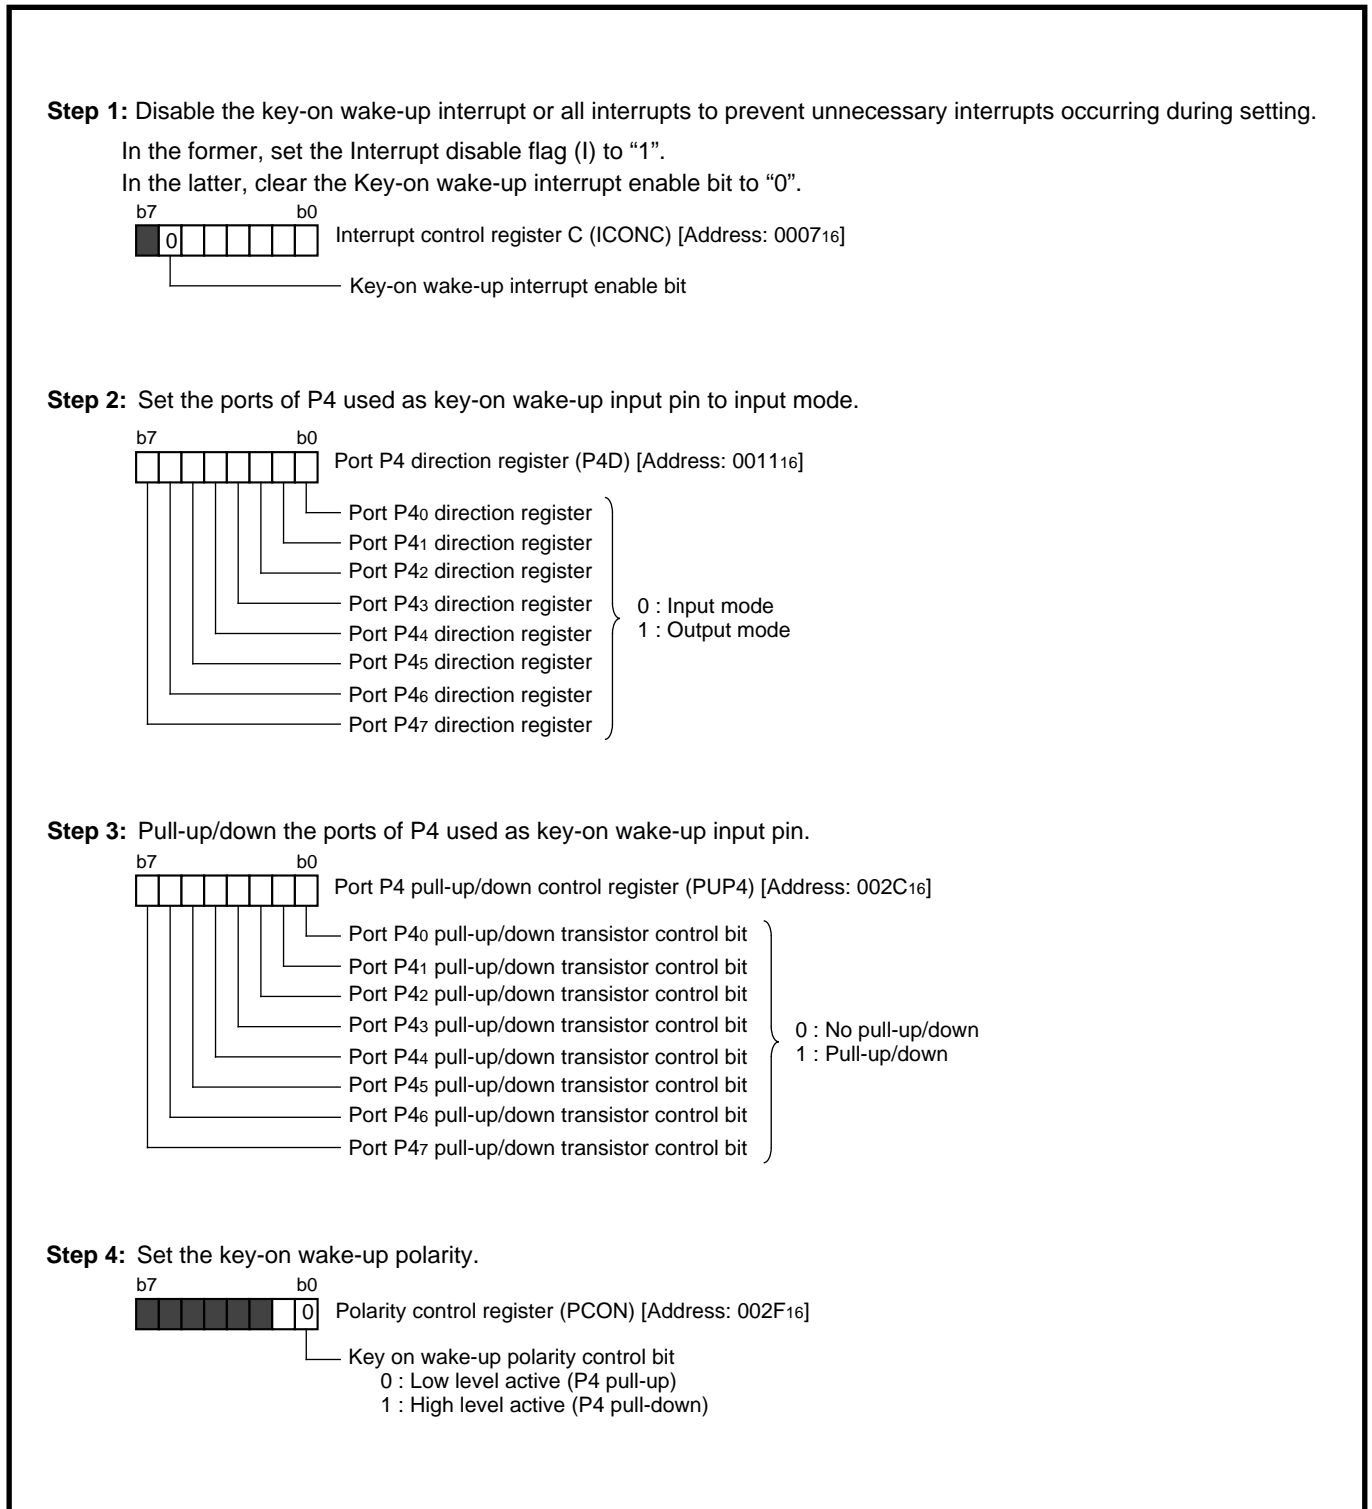 Step 1: Disable the key-on wake-up interrupt or all interrupts to prevent unnecessary interrupts occurring during setting.
In the former, set the Interrupt disable flag (I) to “1”.
In the latter, clear the Key-on wake-up interrupt enable bit to “0”.
b7 b0
0 Interrupt control register C (ICONC) [Address: 000716]
Key-on wake-up interrupt enable bit
Step 2: Set the ports of P4 used as key-on wake-up input pin to input mode.
b7 b0
Port P4 direction register (P4D) [Address: 001116]
Port P40 direction register
Port P41 direction register
Port P42 direction register
Port P43 direction register
Port P44 direction register
Port P45 direction register
Port P46 direction register
Port P47 direction register
0 : Input mode
1 : Output mode
Step 3: Pull-up/down the ports of P4 used as key-on wake-up input pin.
b7 b0
Port P4 pull-up/down control register (PUP4) [Address: 002C16]
Port P40 pull-up/down transistor control bit
Port P41 pull-up/down transistor control bit
Port P42 pull-up/down transistor control bit
Port P43 pull-up/down transistor control bit
Port P44 pull-up/down transistor control bit
Port P45 pull-up/down transistor control bit
Port P46 pull-up/down transistor control bit
Port P47 pull-up/down transistor control bit
0 : No pull-up/down
1 : Pull-up/down
Step 4: Set the key-on wake-up polarity.
b7 b0
0 Polarity control register (PCON) [Address: 002F16]
Key on wake-up polarity control bit
0 : Low level active (P4 pull-up)
1 : High level active (P4 pull-down)